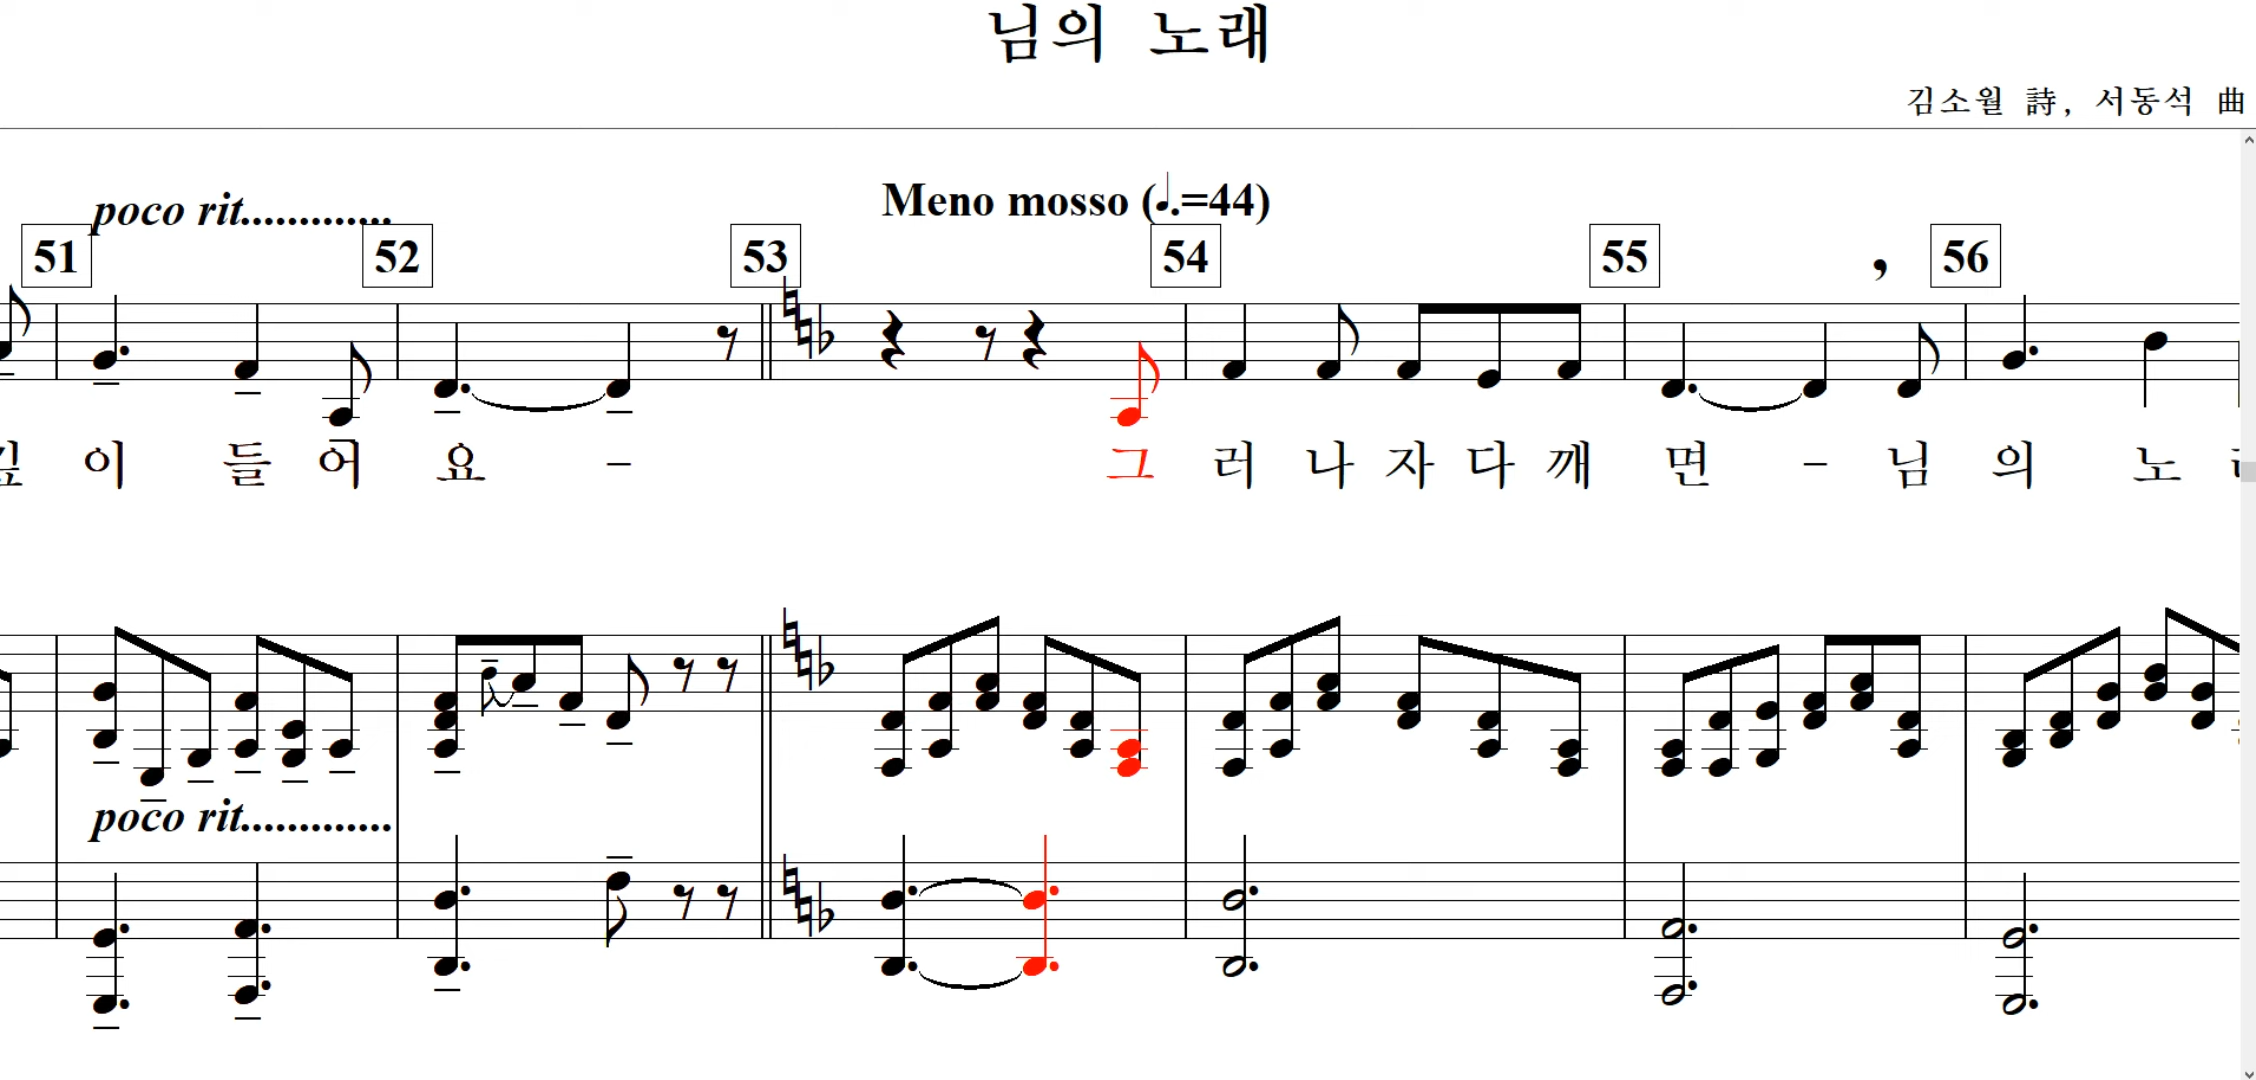 님의 노래
김소월 詩, 서동석 曲
poco rit.............
Meno mosso (♩.=44)
51 52 53 54 55 56
깊 이 들 어 요 – 그 러 나 자 다 깨 면 – 님 의 노
poco rit.............